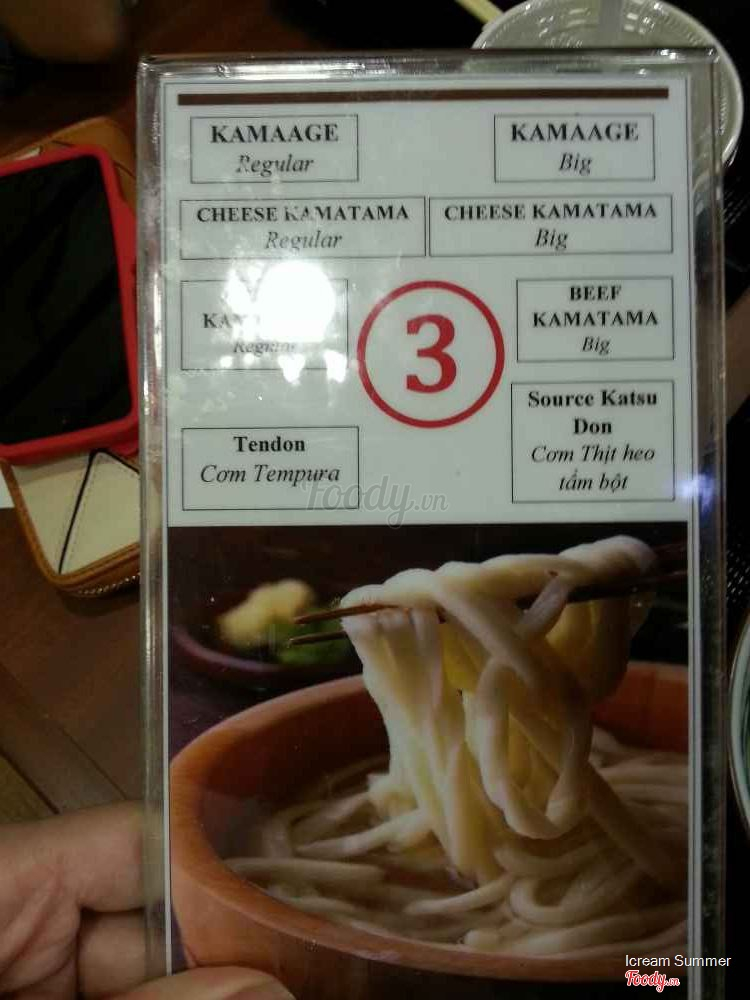 KAMAAGE
Regular
KAMAAGE
Big
CHEESE KAMATAMA
Regular
CHEESE KAMATAMA
Big
Regular
3
BEEF
KAMATAMA
Big
Tendon
Cơm Tempura
Source Katsu
Don
Cơm Thịt heo
tẩm bột
Foody.vn
Icream Summer
Foody.vn